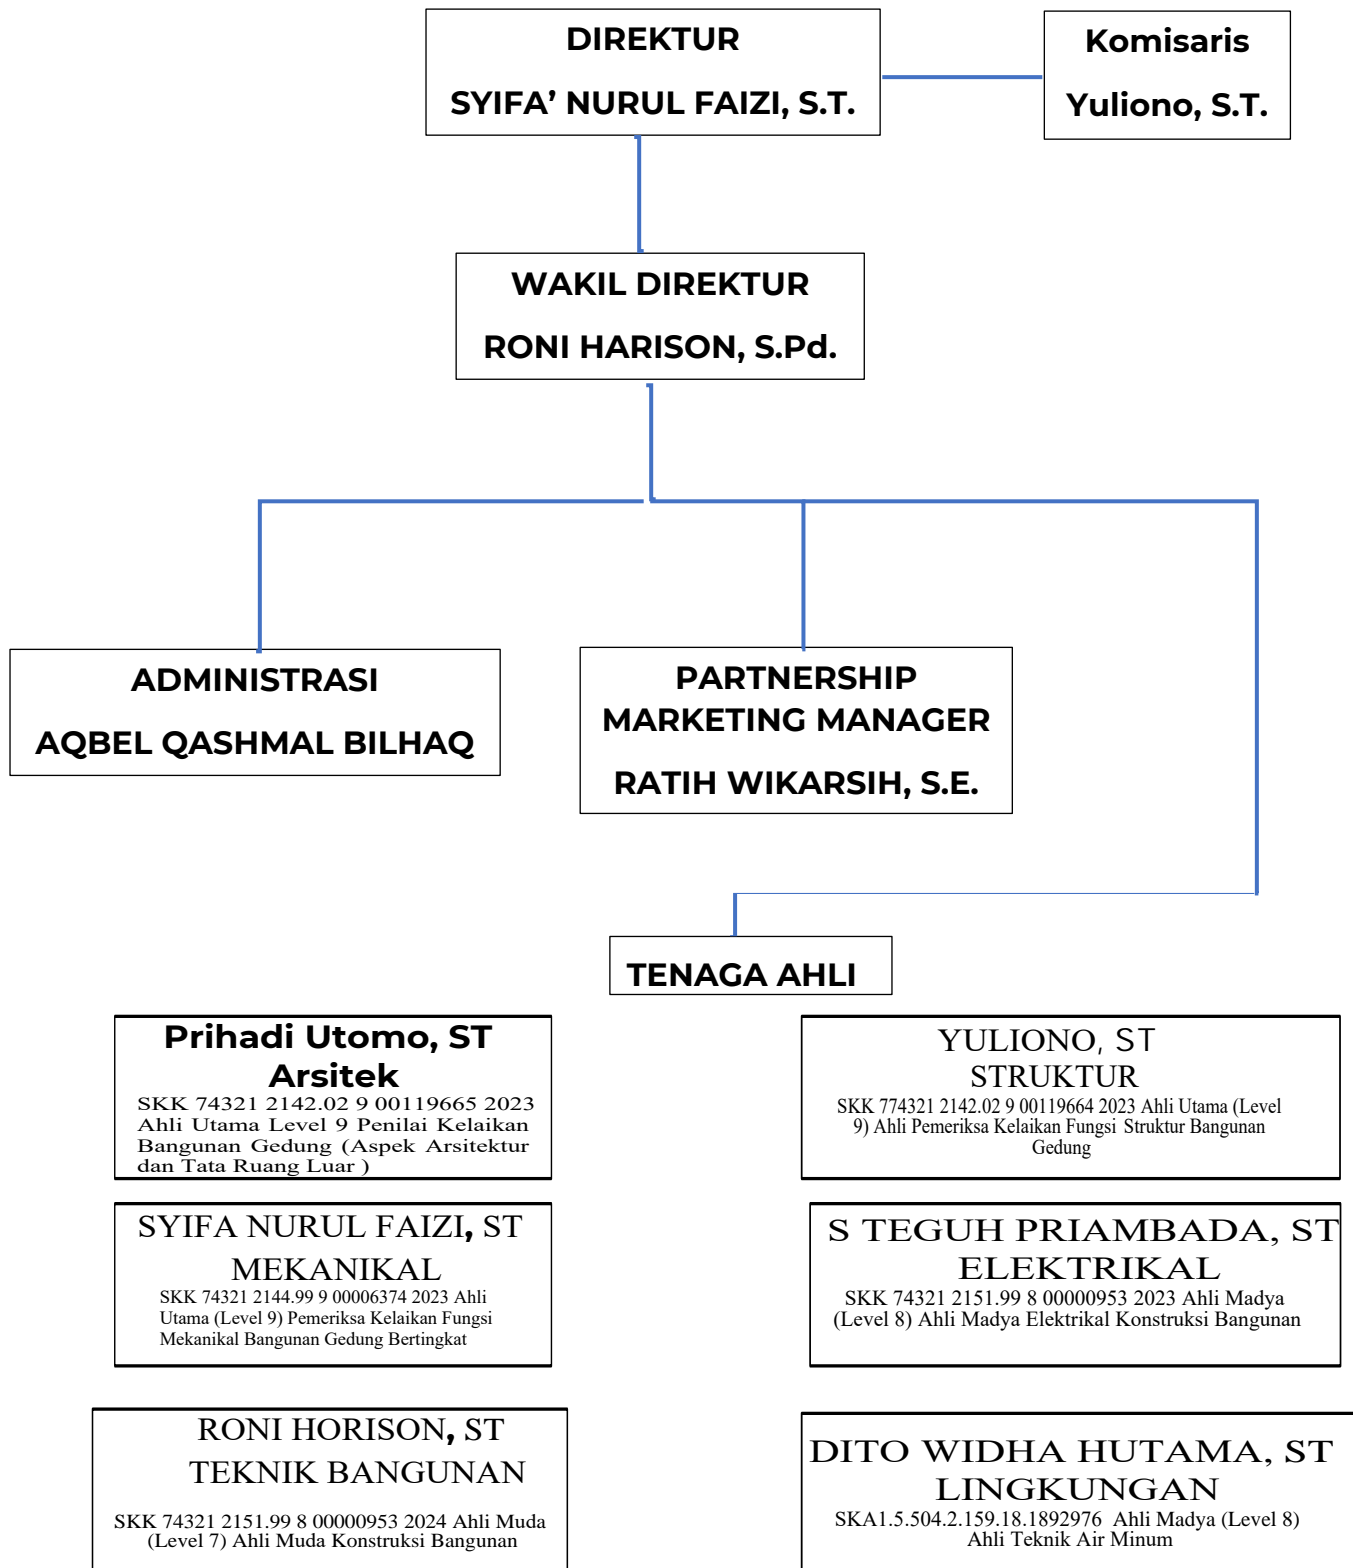 DIREKTUR
SYIFA’ NURUL FAIZI, S.T.
Komisaris
Yuliono, S.T.
WAKIL DIREKTUR
RONI HARISON, S.Pd.
ADMINISTRASI
AQBEL QASHMAL BILHAQ
PARTNERSHIP
MARKETING MANAGER
RATIH WIKARSIH, S.E.
TENAGA AHLI
Prihadi Utomo, ST
Arsitek
SKK 74321 2142.02 9 00119665 2023
Ahli Utama Level 9 Penilai Kelaikan
Bangunan Gedung (Aspek Arsitektur
dan Tata Ruang Luar )
YULIONO, ST
STRUKTUR
SKK 774321 2142.02 9 00119664 2023 Ahli Utama (Level
9) Ahli Pemeriksa Kelaikan Fungsi Struktur Bangunan
Gedung
SYIFA NURUL FAIZI, ST
MEKANIKAL
SKK 74321 2144.99 9 00006374 2023 Ahli
Utama (Level 9) Pemeriksa Kelaikan Fungsi
Mekanikal Bangunan Gedung Bertingkat
S TEGUH PRIAMBADA, ST
ELEKTRIKAL
SKK 74321 2151.99 8 00000953 2023 Ahli Madya
(Level 8) Ahli Madya Elektrikal Konstruksi Bangunan
RONI HORISON, ST
TEKNIK BANGUNAN
SKK 74321 2151.99 8 00000953 2024 Ahli Muda
(Level 7) Ahli Muda Konstruksi Bangunan
DITO WIDHA HUTAMA, ST
LINGKUNGAN
SKA1.5.504.2.159.18.1892976 Ahli Madya (Level 8)
Ahli Teknik Air Minum